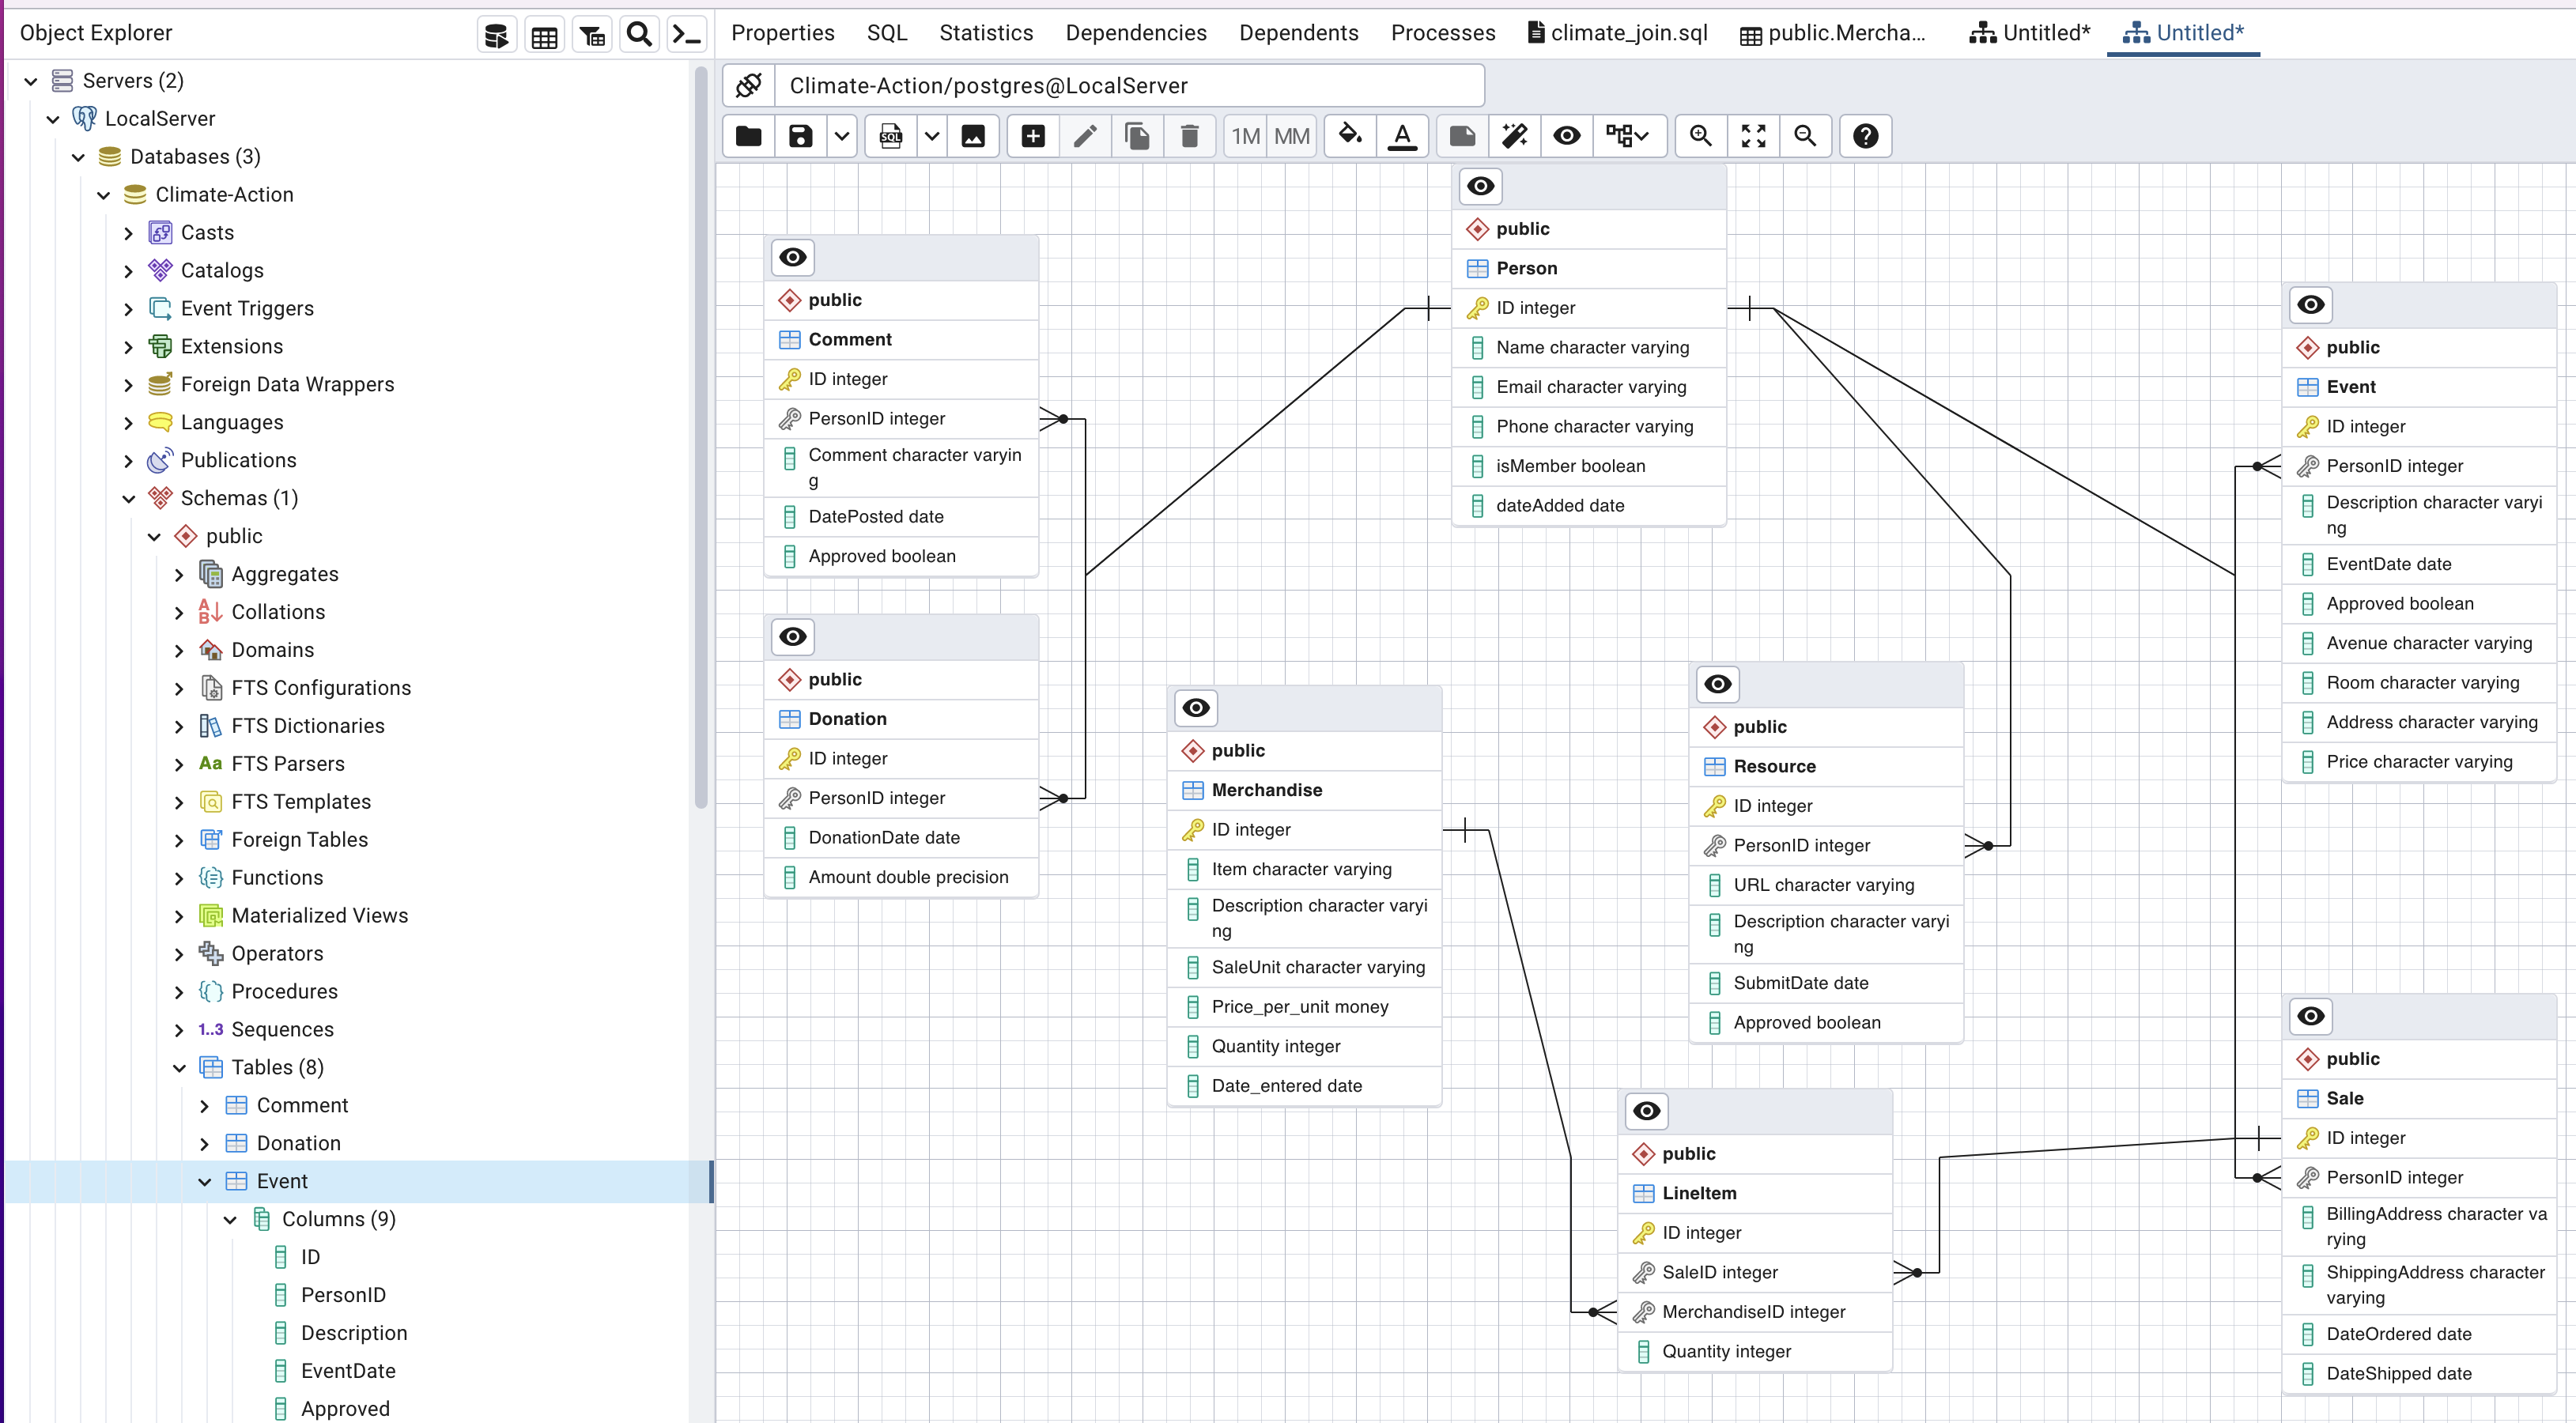 Object Explorer
Properties
SQL
Statistics
Dependencies
Dependents
Processes
climate_join.sql
public.Mercha...
Untitled*
Untitled*
Climate-Action/postgres@LocalServer
SQL
1M
MM
A
Servers (2)
LocalServer
Databases (3)
Climate-Action
Casts
Catalogs
Event Triggers
Extensions
Foreign Data Wrappers
Languages
Publications
Schemas (1)
public
Aggregates
Collations
Domains
FTS Configurations
FTS Dictionaries
Aa FTS Parsers
FTS Templates
Foreign Tables
Functions
Materialized Views
Operators
Procedures
1..3 Sequences
Tables (8)
Comment
Donation
Event
Columns (9)
ID
PersonID
Description
EventDate
Approved
public
Comment
ID integer
PersonID integer
Comment character varyin
g
DatePosted date
Approved boolean
public
Donation
ID integer
PersonID integer
DonationDate date
Amount double precision
public
Person
ID integer
Name character varying
Email character varying
Phone character varying
isMember boolean
dateAdded date
public
Merchandise
ID integer
Item character varying
Description character varyi
ng
SaleUnit character varying
Price_per_unit money
Quantity integer
Date_entered date
public
Resource
ID integer
PersonID integer
URL character varying
Description character varyi
ng
SubmitDate date
Approved boolean
public
LineItem
ID integer
SaleID integer
MerchandiseID integer
Quantity integer
public
Event
ID integer
PersonID integer
Description character varyi
ng
EventDate date
Approved boolean
Avenue character varying
Room character varying
Address character varying
Price character varying
public
Sale
ID integer
PersonID integer
BillingAddress character va
rying
ShippingAddress character
varying
DateOrdered date
DateShipped date